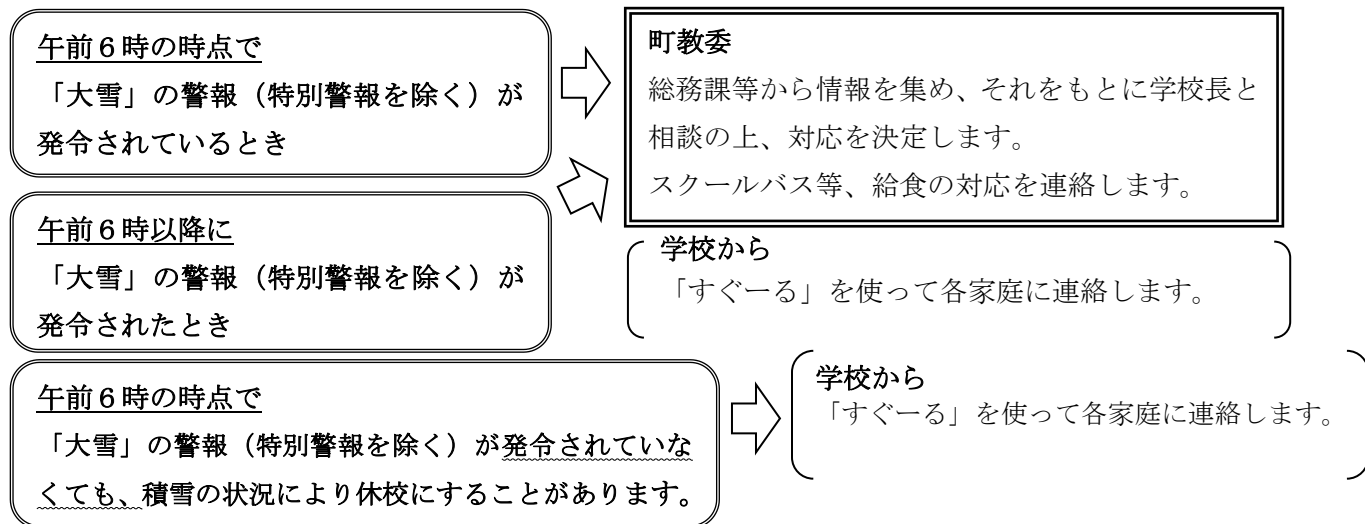 午前６時の時点で
「大雪」の警報（特別警報を除く）が
発令されているとき
町教委
総務課等から情報を集め、それをもとに学校長と
相談の上、対応を決定します。
スクールバス等、給食の対応を連絡します。
午前６時以降に
「大雪」の警報（特別警報を除く）が
発令されたとき
学校から
「すぐーる」を使って各家庭に連絡します。
午前６時の時点で
「大雪」の警報（特別警報を除く）が発令されていな
くても、積雪の状況により休校にすることがあります。
学校から
「すぐーる」を使って各家庭に連絡します。